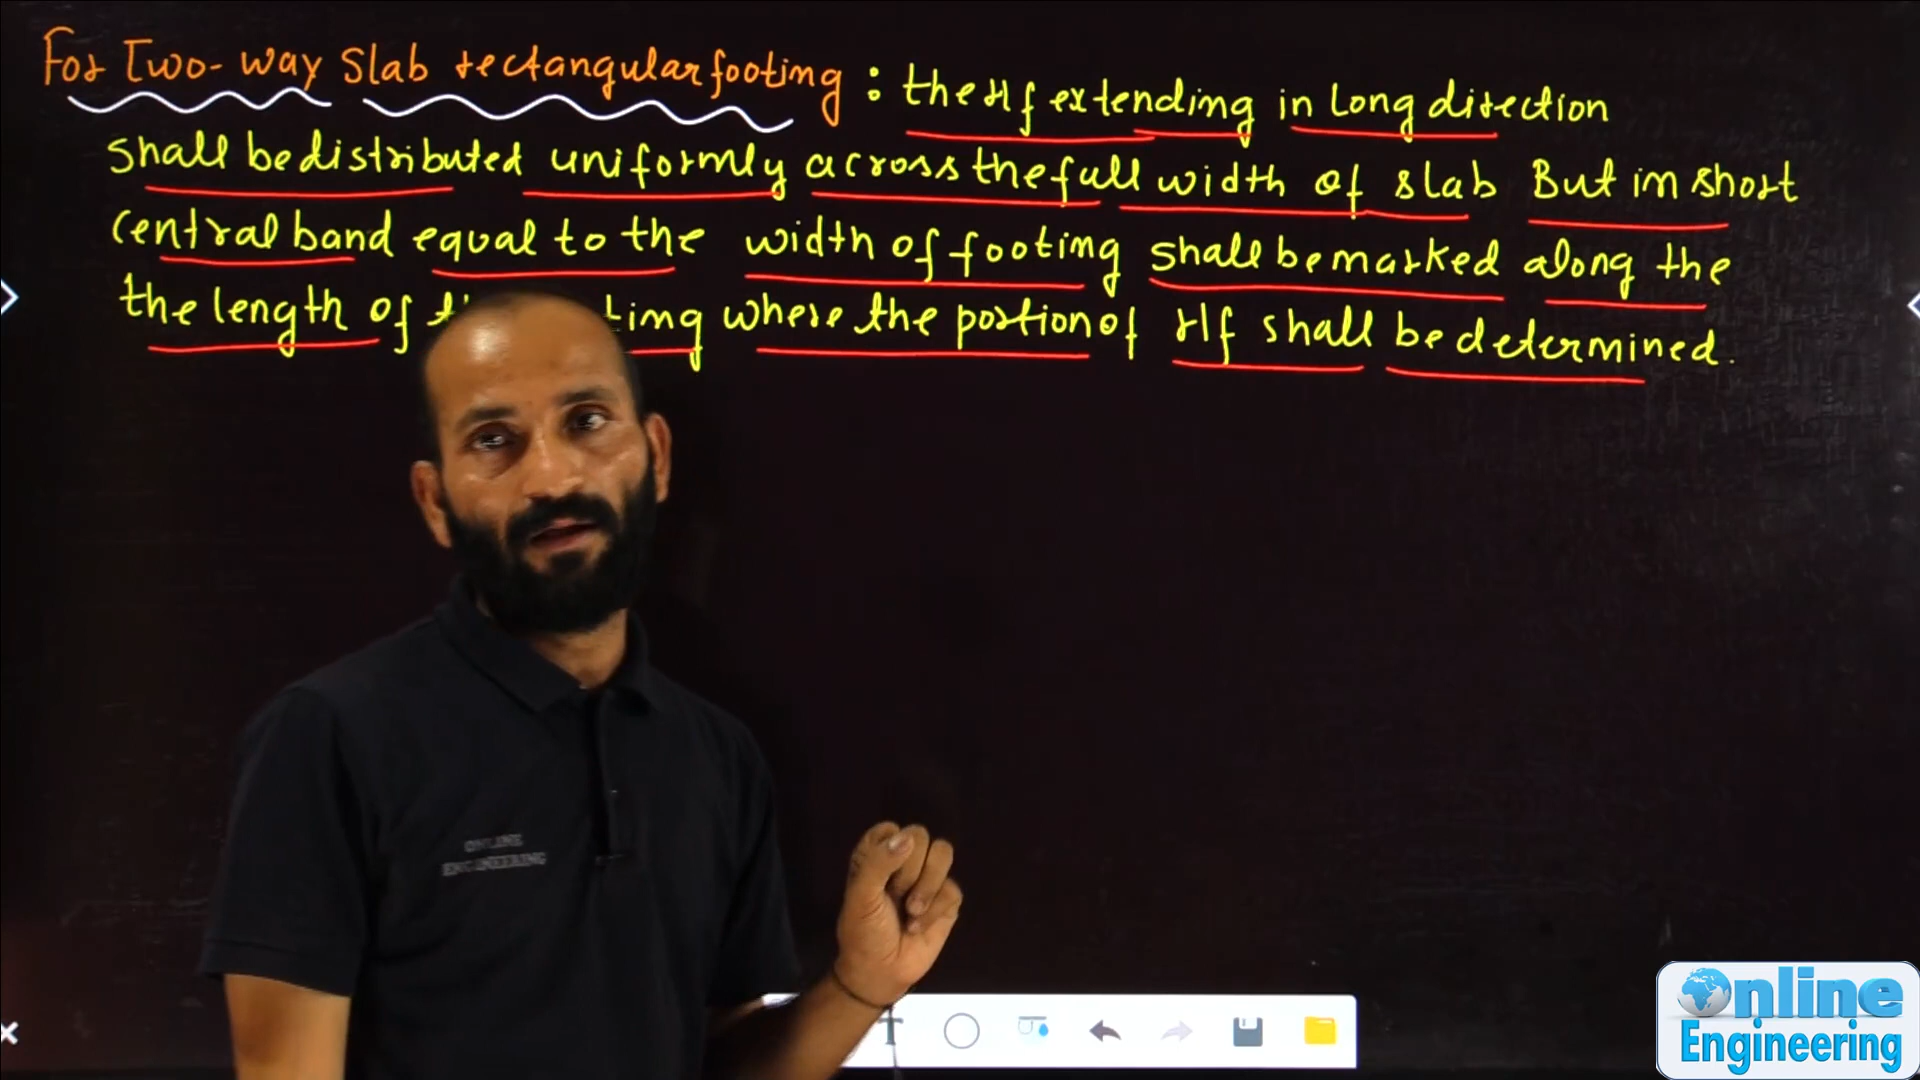 For Two-way Slab rectangular footing : the r/f extending in Long direction
Shall be distributed uniformly across the full width of slab But in short
Central band equal to the width of footing shall be marked along the
the length of ting where the portion of r/f shall be determined.
ONLINE
ENGINEERING
T
Online
Engineering